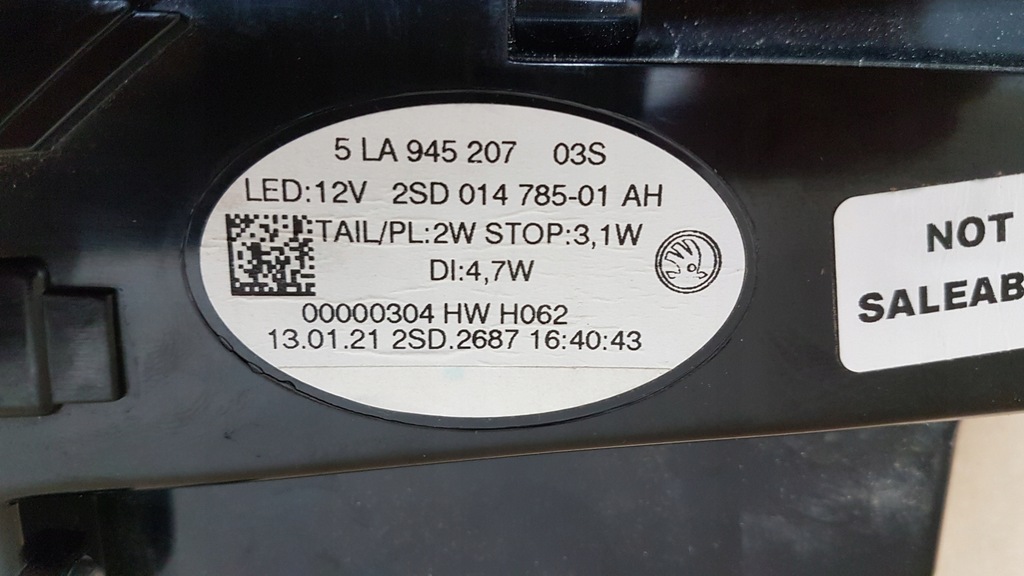 5 LA 945 207 03S
LED:12V 2SD 014 785-01 AH
TAIL/PL:2W STOP:3,1W
DI:4,7W
00000304 HW H062
13.01.21 2SD.2687 16:40:43
NOT
SALEAB